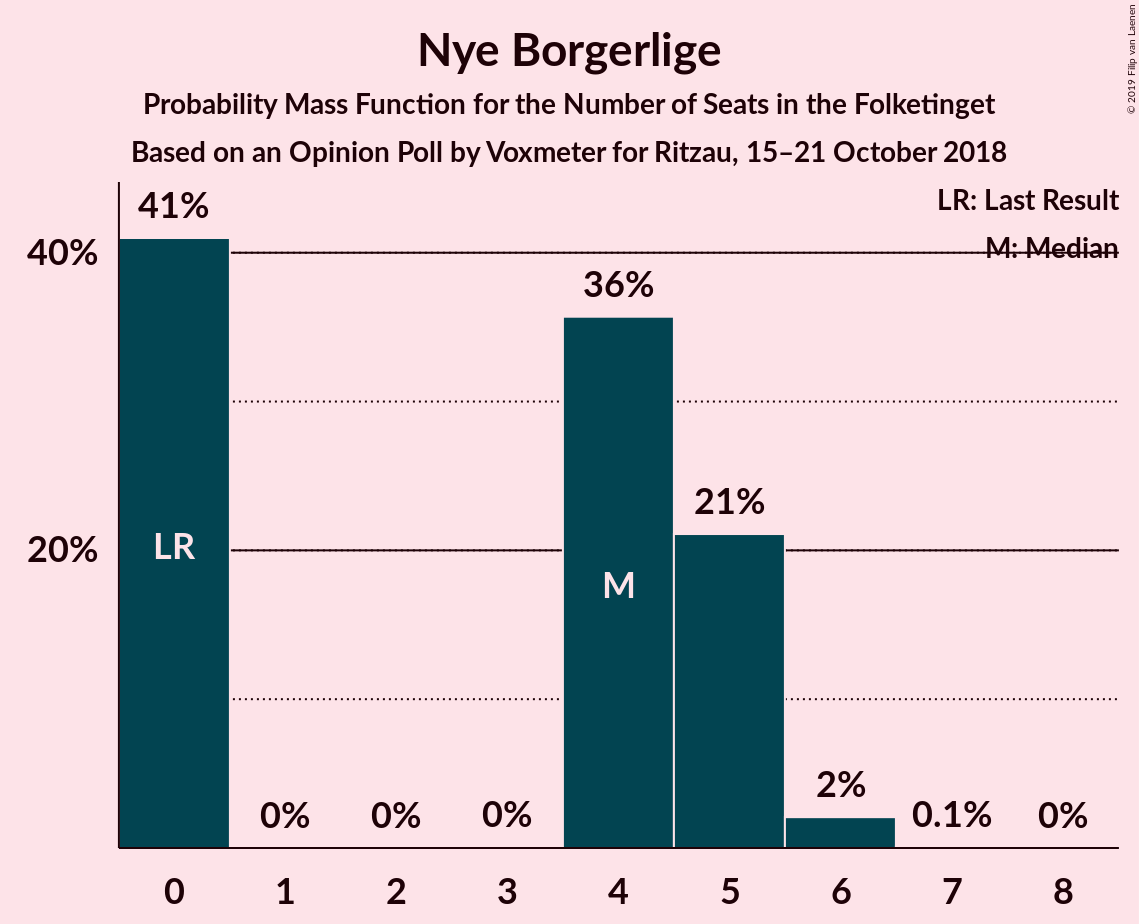 Nye Borgerlige
Probability Mass Function for the Number of Seats in the Folketinget
Based on an Opinion Poll by Voxmeter for Ritzau, 15–21 October 2018
© 2019 Filip van Laenen
LR: Last Result
M: Median
40%
20%
41%
0%
0%
0%
36%
21%
2%
0.1%
0%
LR
M
0 1 2 3 4 5 6 7 8